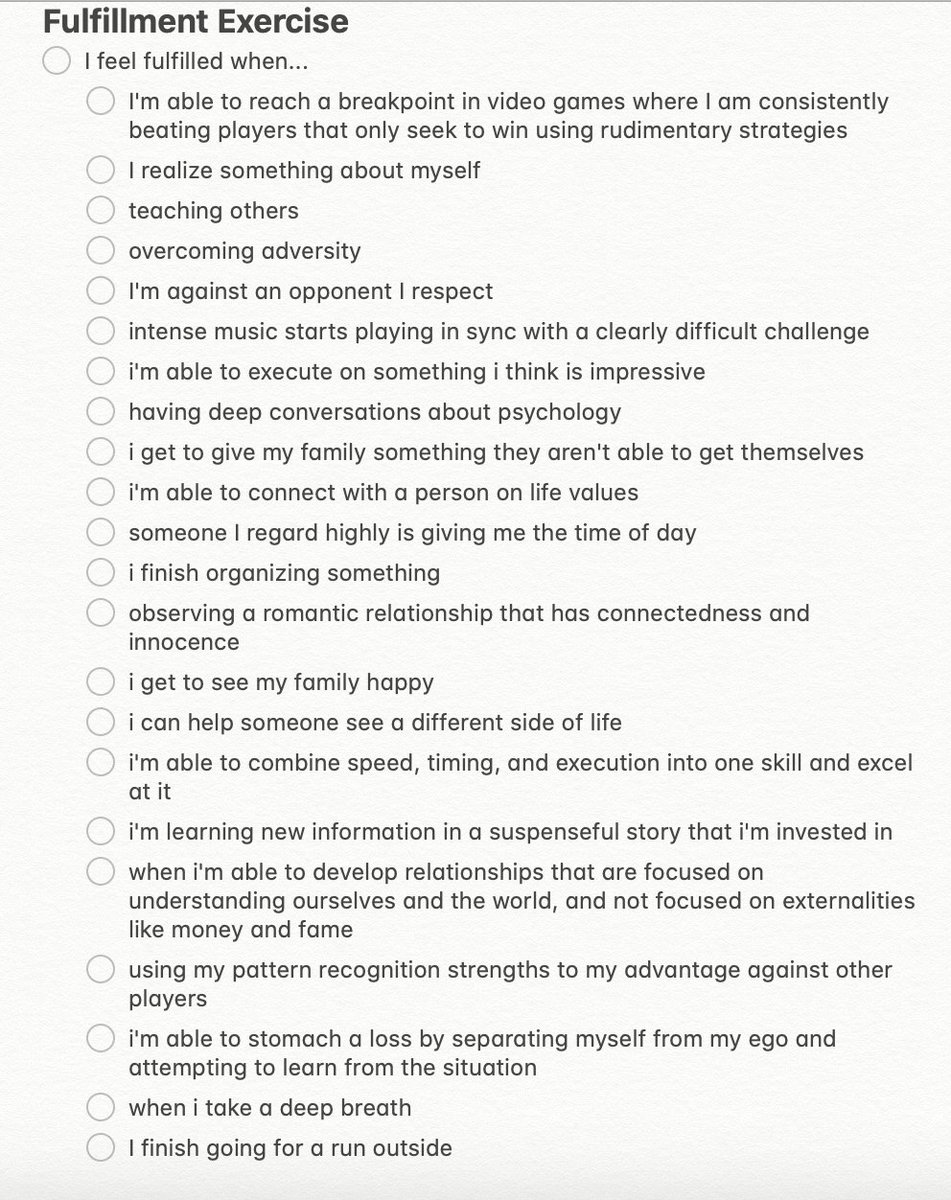 Fulfillment Exercise
I feel fulfilled when...
I'm able to reach a breakpoint in video games where I am consistently
beating players that only seek to win using rudimentary strategies
I realize something about myself
teaching others
overcoming adversity
I'm against an opponent I respect
intense music starts playing in sync with a clearly difficult challenge
i'm able to execute on something i think is impressive
having deep conversations about psychology
i get to give my family something they aren't able to get themselves
i'm able to connect with a person on life values
someone I regard highly is giving me the time of day
i finish organizing something
observing a romantic relationship that has connectedness and
innocence
i get to see my family happy
i can help someone see a different side of life
i'm able to combine speed, timing, and execution into one skill and excel
at it
i'm learning new information in a suspenseful story that i'm invested in
when i'm able to develop relationships that are focused on
understanding ourselves and the world, and not focused on externalities
like money and fame
using my pattern recognition strengths to my advantage against other
players
i'm able to stomach a loss by separating myself from my ego and
attempting to learn from the situation
when i take a deep breath
I finish going for a run outside